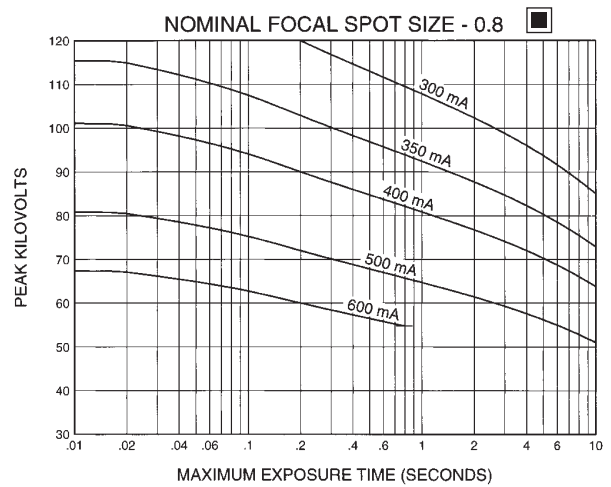 NOMINAL FOCAL SPOT SIZE - 0.8
120
110
100
90
80
70
60
50
40
30
PEAK KILOVOLTS
300 mA
350 mA
400 mA
500 mA
600 mA
.01 .02 .04 .06 .1 .2 .4 .6 1 2 4 6 10
MAXIMUM EXPOSURE TIME (SECONDS)